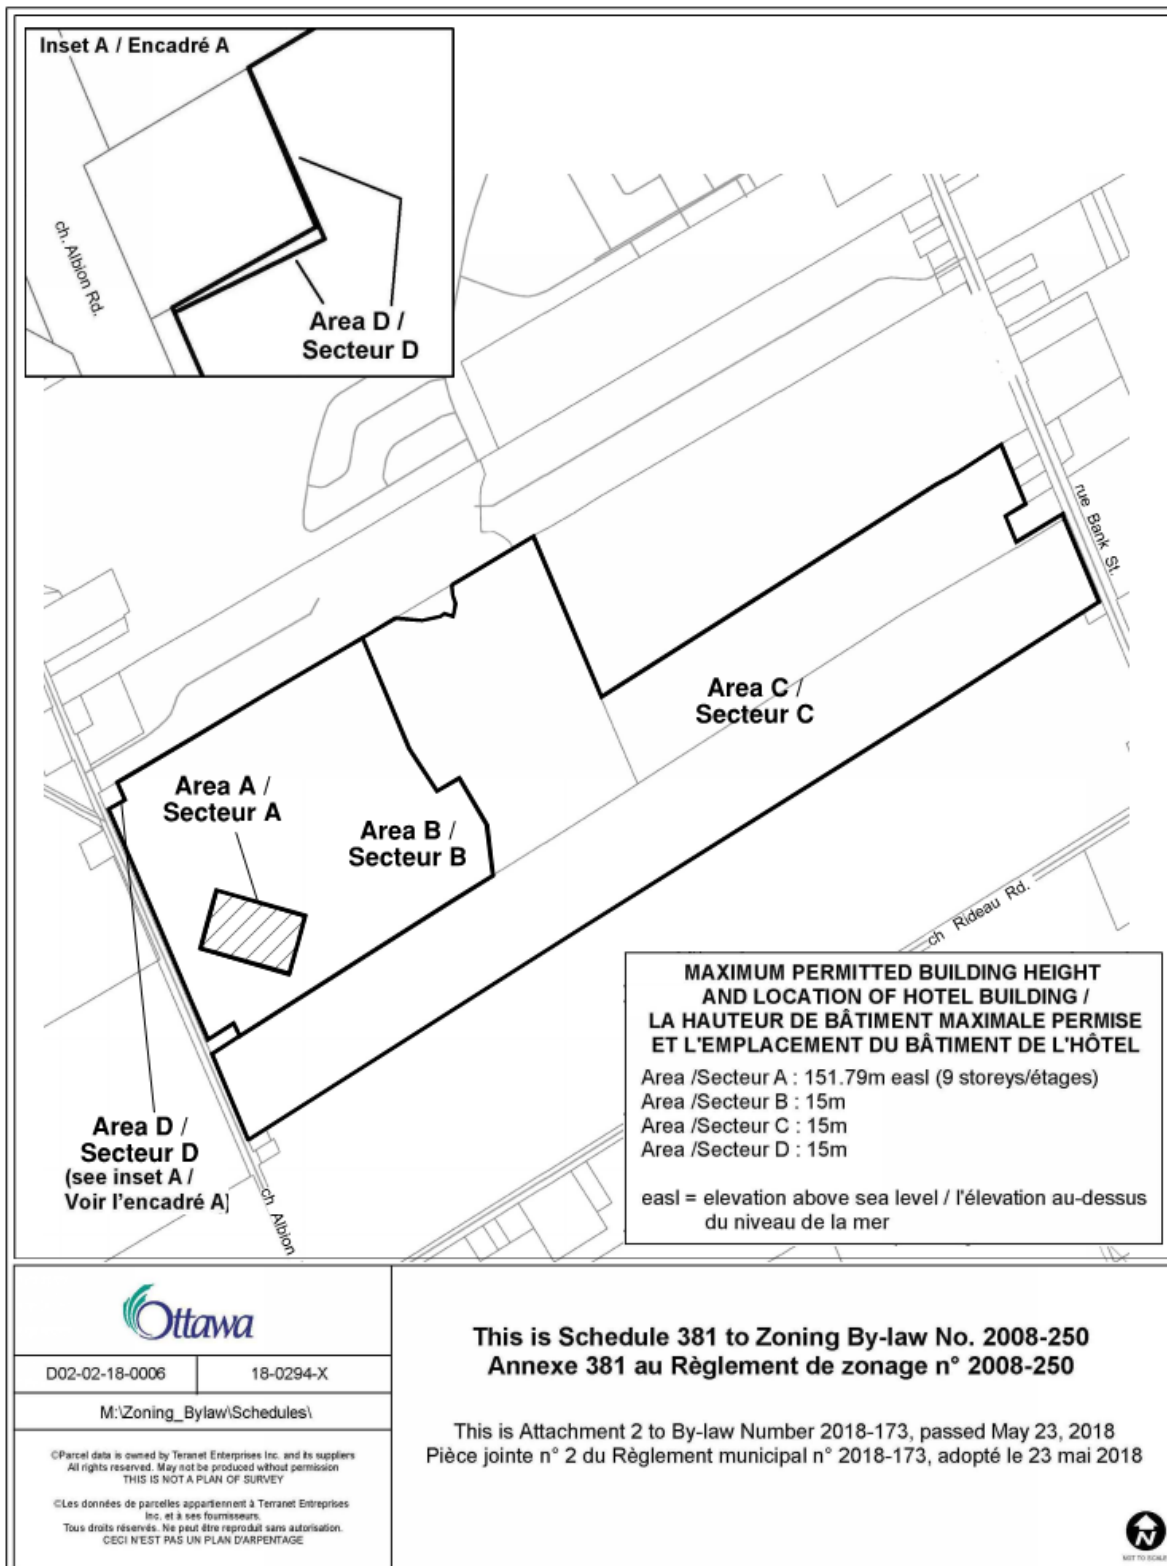 Inset A / Encadré A
ch. Albion Rd.
Area D /
Secteur D
rue Bank St.
Area C /
Secteur C
Area A /
Secteur A
Area B /
Secteur B
ch Rideau Rd.
Area D /
Secteur D
(see inset A /
Voir l'encadré A)
ch Albion
MAXIMUM PERMITTED BUILDING HEIGHT
AND LOCATION OF HOTEL BUILDING /
LA HAUTEUR DE BÂTIMENT MAXIMALE PERMISE
ET L'EMPLACEMENT DU BÂTIMENT DE L'HÔTEL
Area /Secteur A : 151.79m easl (9 storeys/étages)
Area /Secteur B : 15m
Area /Secteur C : 15m
Area /Secteur D : 15m
easl = elevation above sea level / l'élévation au-dessus
du niveau de la mer
Ottawa
D02-02-18-0006
18-0294-X
M:\Zoning_Bylaw\Schedules\
©Parcel data is owned by Teranet Enterprises Inc. and its suppliers
All rights reserved. May not be produced without permission
THIS IS NOT A PLAN OF SURVEY
©Les données de parcelles appartiennent à Terranet Entreprises
Inc. et à ses fournisseurs.
Tous droits réservés. Ne peut être reproduit sans autorisation.
CECI N'EST PAS UN PLAN D'ARPENTAGE
This is Schedule 381 to Zoning By-law No. 2008-250
Annexe 381 au Règlement de zonage n° 2008-250
This is Attachment 2 to By-law Number 2018-173, passed May 23, 2018
Pièce jointe n° 2 du Règlement municipal n° 2018-173, adopté le 23 mai 2018
N
NOT TO SCALE